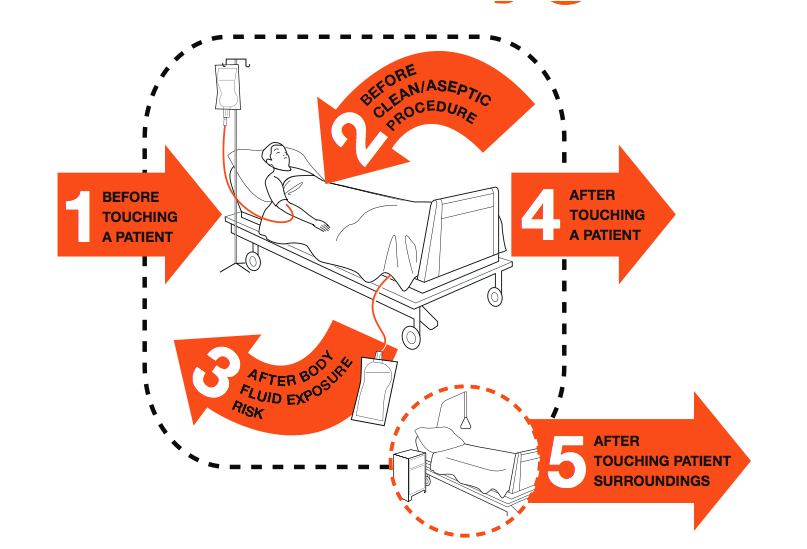 1
BEFORE
TOUCHING
A PATIENT
2
BEFORE
CLEAN/ASEPTIC
PROCEDURE
3
AFTER BODY
FLUID EXPOSURE
RISK
4
AFTER
TOUCHING
A PATIENT
5
AFTER
TOUCHING PATIENT
SURROUNDINGS